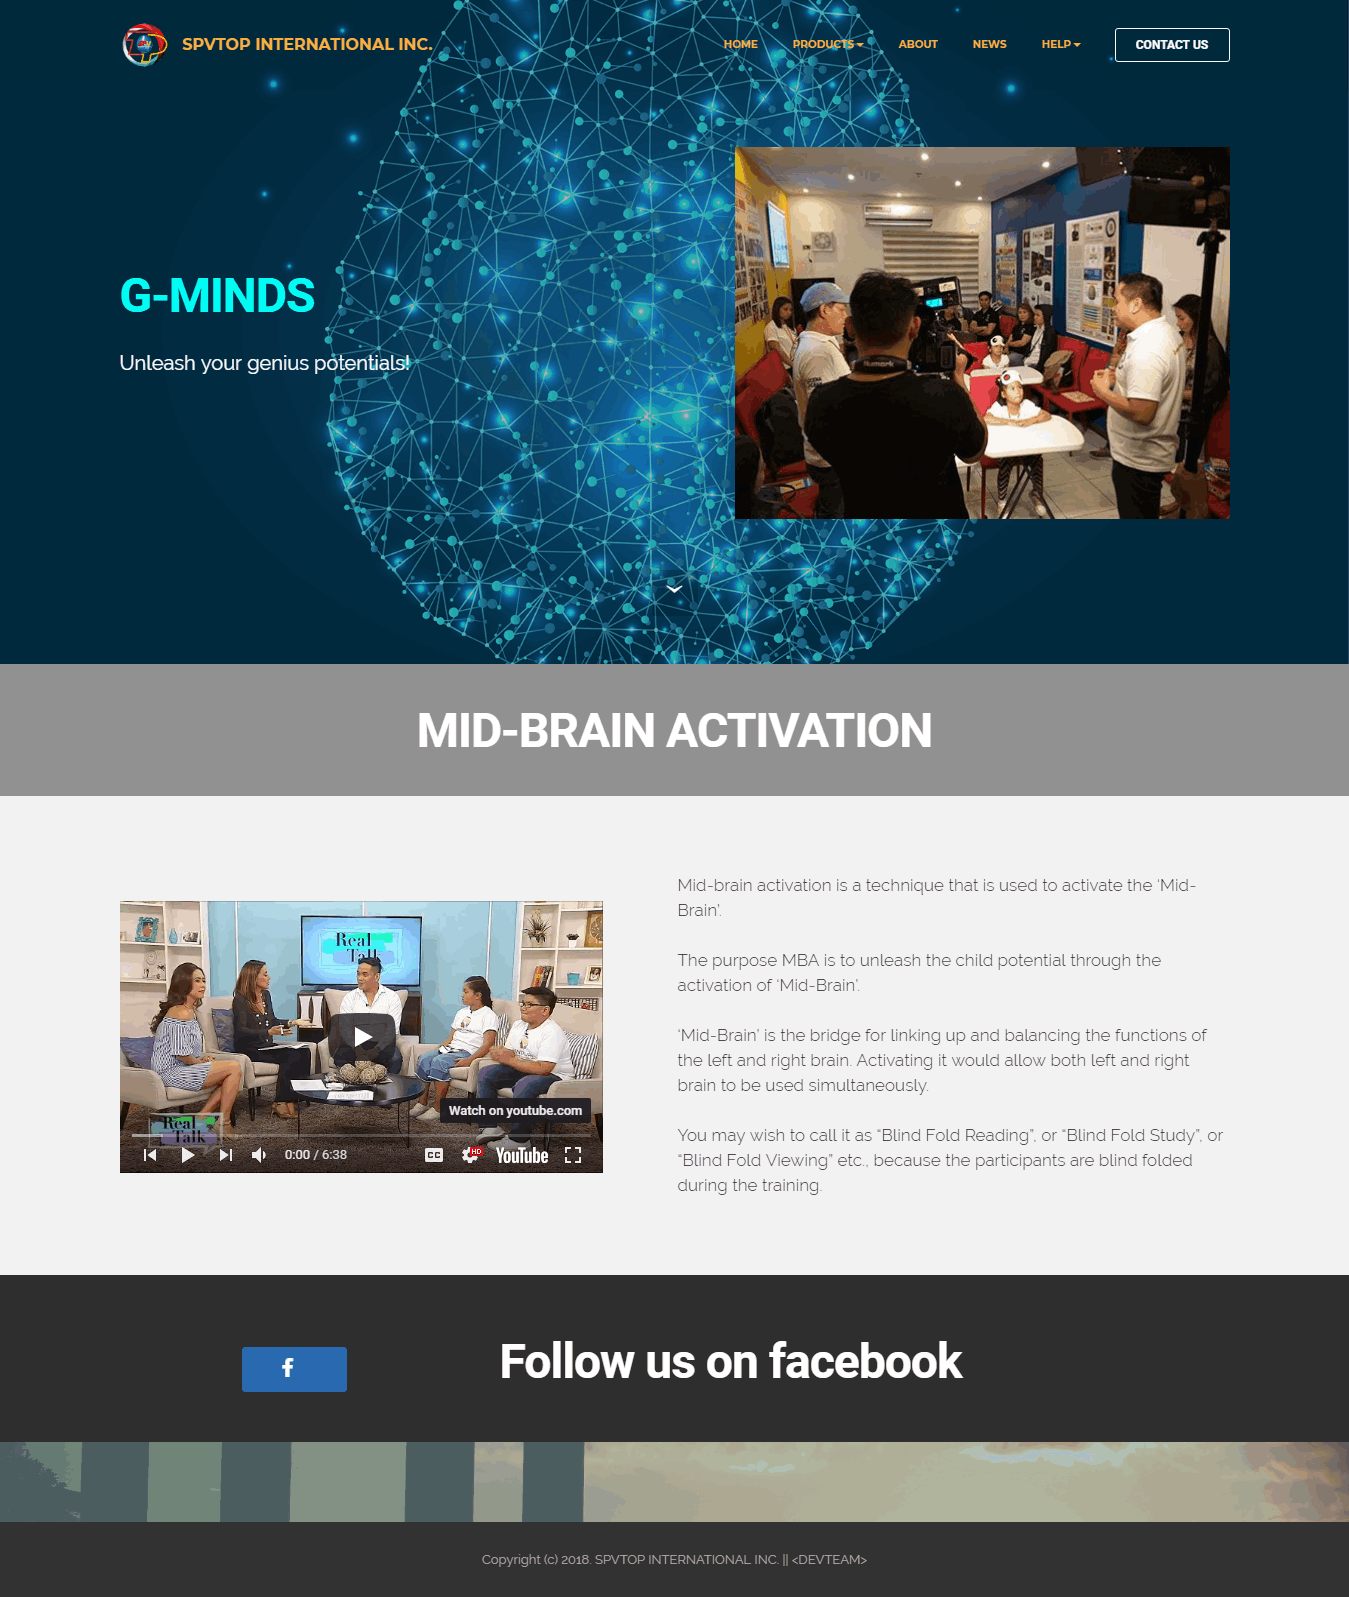 SPVTOP INTERNATIONAL INC.
HOME PRODUCTS ABOUT NEWS HELP CONTACT US
G-MINDS
Unleash your genius potentials!
MID-BRAIN ACTIVATION
Mid-brain activation is a technique that is used to activate the ‘Mid-
Brain’.
The purpose MBA is to unleash the child potential through the
activation of ‘Mid-Brain’.
‘Mid-Brain’ is the bridge for linking up and balancing the functions of
the left and right brain. Activating it would allow both left and right
brain to be used simultaneously.
You may wish to call it as “Blind Fold Reading”, or “Blind Fold Study”, or
“Blind Fold Viewing” etc., because the participants are blind folded
during the training.
Real
Talk
Watch on youtube.com
Real
Talk
0:00 / 6:38 CC HD YouTube
f
Follow us on facebook
Copyright (c) 2018. SPVTOP INTERNATIONAL INC. || <DEVTEAM>